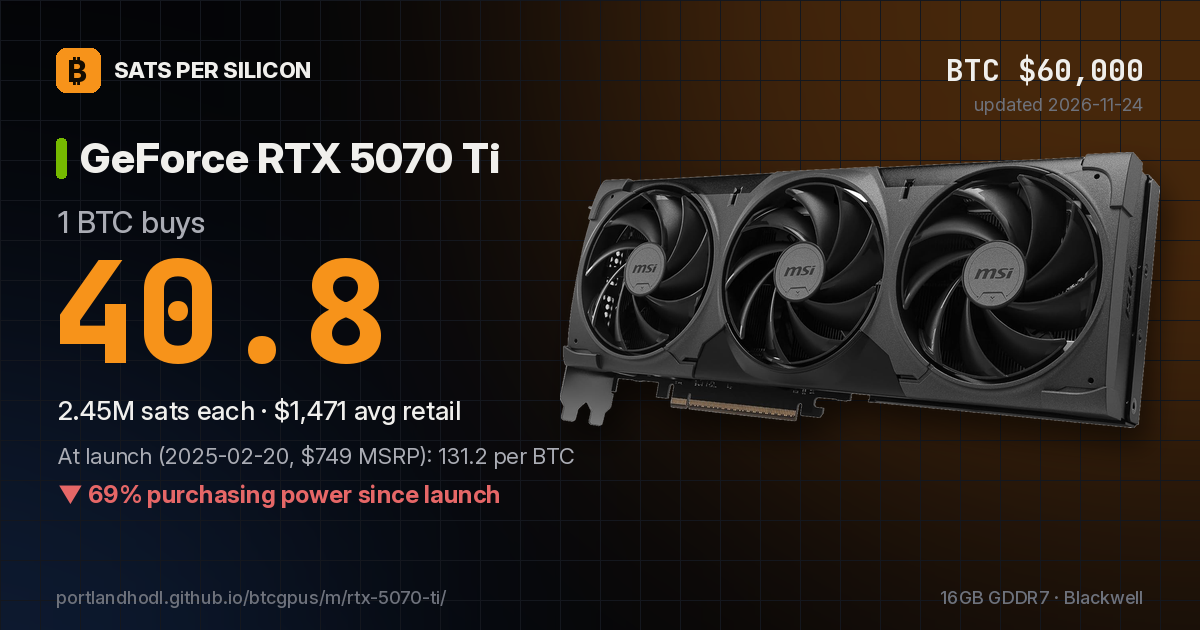 ₿ SATS PER SILICON
BTC $60,000
updated 2026-11-24
GeForce RTX 5070 Ti
1 BTC buys
40.8
2.45M sats each · $1,471 avg retail
At launch (2025-02-20, $749 MSRP): 131.2 per BTC
▼ 69% purchasing power since launch
msi
msi
msi
portlandhodl.github.io/btcgpus/m/rtx-5070-ti/
16GB GDDR7 · Blackwell